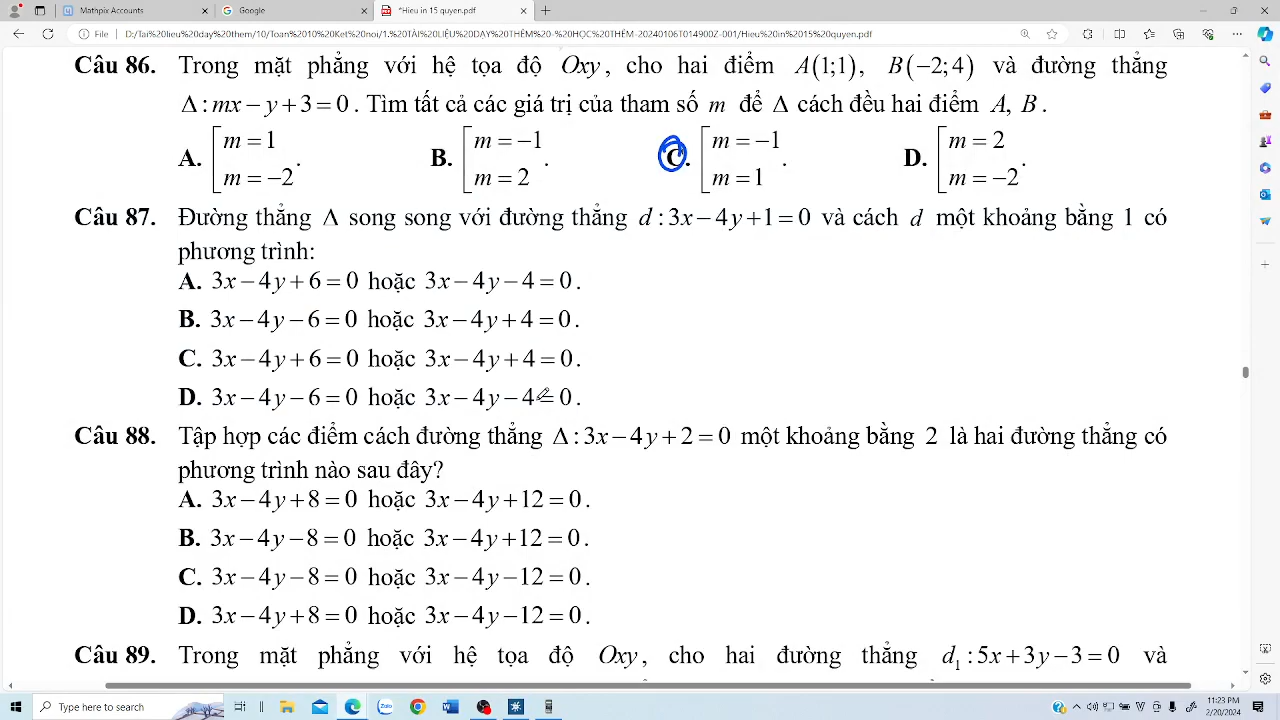 Mathpix Accounts
Google
*Hieu in 15 quyen.pdf
File
Câu 86. Trong mặt phẳng với hệ tọa độ Oxy, cho hai điểm A(1;1), B(−2;4) và đường thẳng
Δ: mx − y + 3 = 0. Tìm tất cả các giá trị của tham số m để Δ cách đều hai điểm A, B.
A. [m = 1 m = −2. B. [m = −1 m = 2. C. [m = −1 m = 1. D. [m = 2 m = −2.
Câu 87. Đường thẳng Δ song song với đường thẳng d: 3x − 4y + 1 = 0 và cách d một khoảng bằng 1 có
phương trình:
A. 3x − 4y + 6 = 0 hoặc 3x − 4y − 4 = 0.
B. 3x − 4y − 6 = 0 hoặc 3x − 4y + 4 = 0.
C. 3x − 4y + 6 = 0 hoặc 3x − 4y + 4 = 0.
D. 3x − 4y − 6 = 0 hoặc 3x − 4y − 4 = 0.
Câu 88. Tập hợp các điểm cách đường thẳng Δ: 3x − 4y + 2 = 0 một khoảng bằng 2 là hai đường thẳng có
phương trình nào sau đây?
A. 3x − 4y + 8 = 0 hoặc 3x − 4y + 12 = 0.
B. 3x − 4y − 8 = 0 hoặc 3x − 4y + 12 = 0.
C. 3x − 4y − 8 = 0 hoặc 3x − 4y − 12 = 0.
D. 3x − 4y + 8 = 0 hoặc 3x − 4y − 12 = 0.
Câu 89. Trong mặt phẳng với hệ tọa độ Oxy, cho hai đường thẳng d₁: 5x + 3y − 3 = 0 và
Type here to search
11:23 PM
2/20/2024